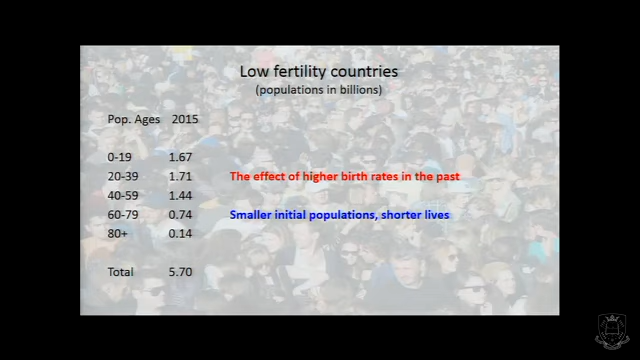 Low fertility countries
(populations in billions)
Pop. Ages 2015
0-19 1.67
20-39 1.71 The effect of higher birth rates in the past
40-59 1.44
60-79 0.74 Smaller initial populations, shorter lives
80+ 0.14
Total 5.70